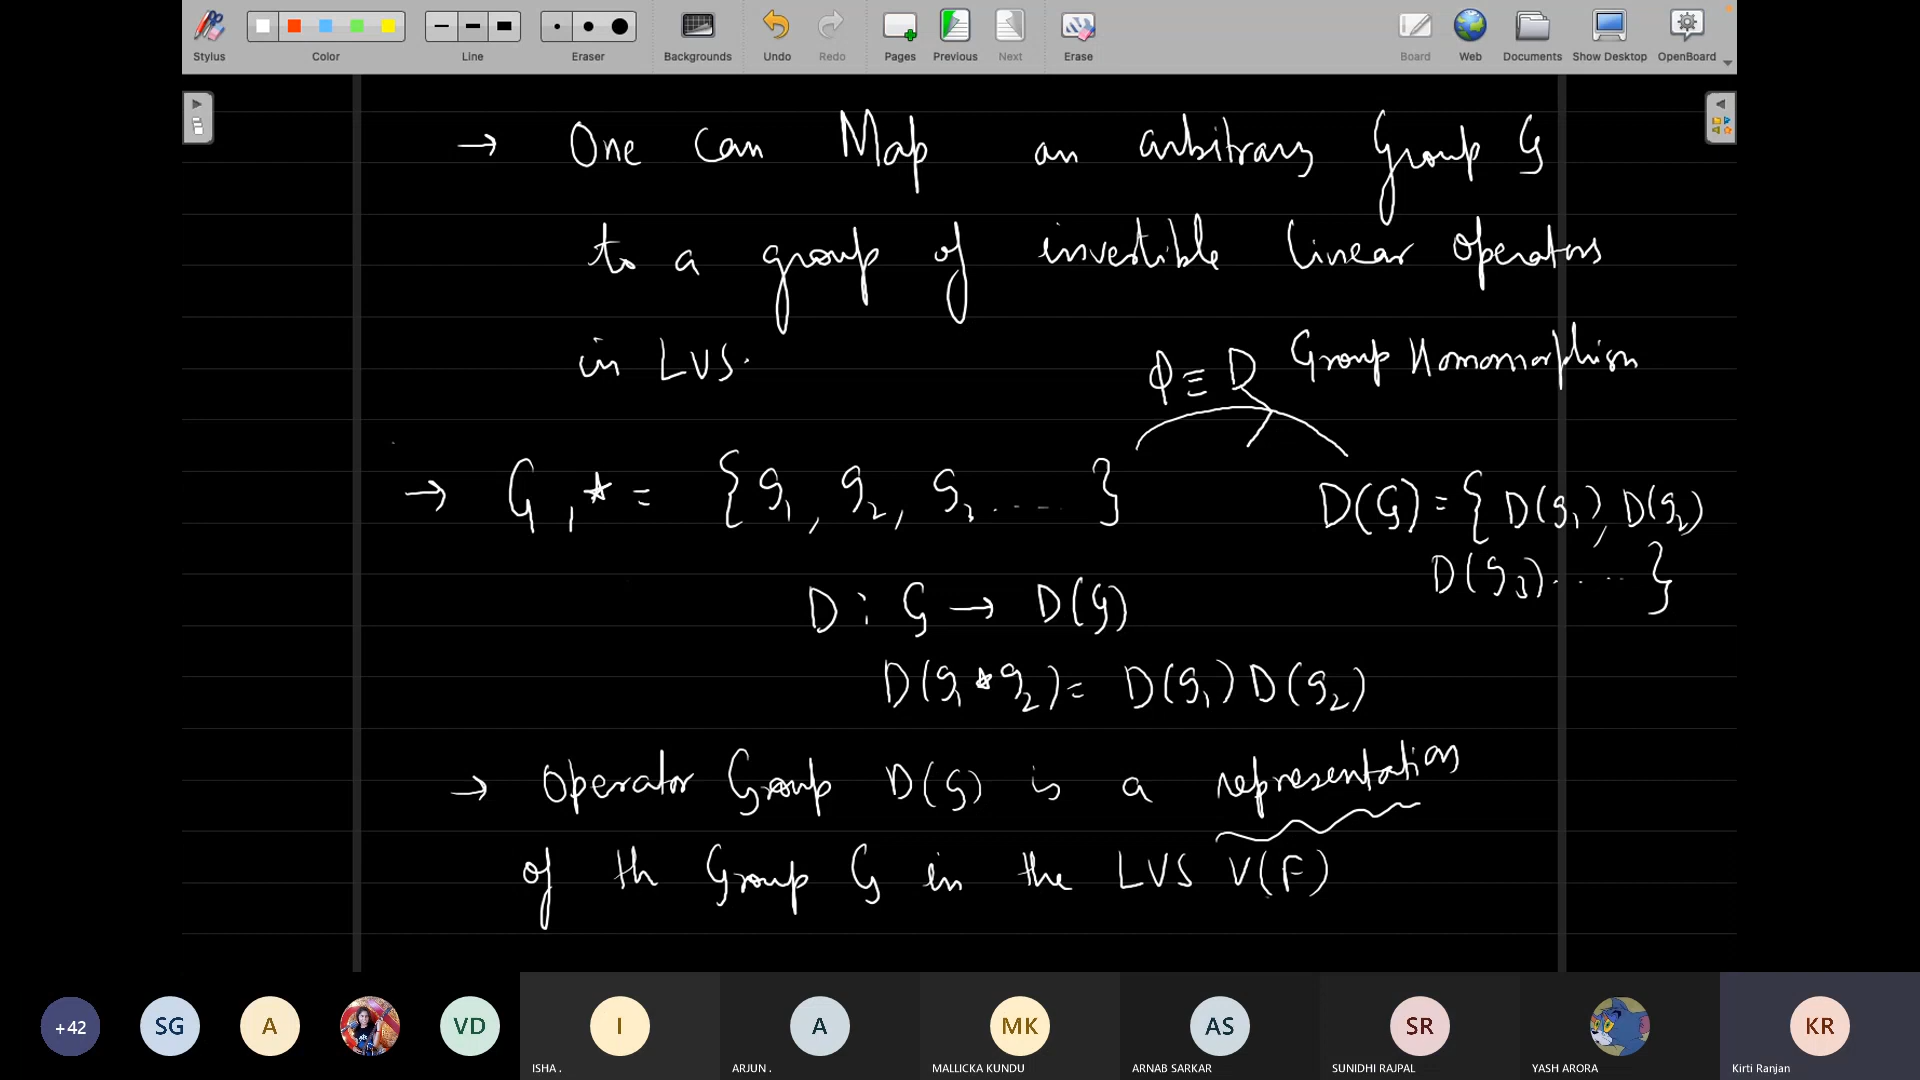 Stylus Color Line Eraser Backgrounds Undo Redo Pages Previous Next Erase Board Web Documents Show Desktop OpenBoard
→ One can Map an arbitrary Group G
to a group of invertible linear operators
in LVS.
ϕ ≡ D Group Homomorphism
→ G , ★ = { g₁ , g₂ , g₃ .... }
D(G) = { D(g₁), D(g₂)
D(g₃)..... }
D : G → D(G)
D(g₁ ★ g₂) = D(g₁) D(g₂)
→ Operator Group D(G) is a representation
of th Group G in the LVS V(F)
+42 SG A VD I A MK AS SR KR
ISHA . ARJUN . MALLICKA KUNDU ARNAB SARKAR SUNIDHI RAJPAL YASH ARORA Kirti Ranjan